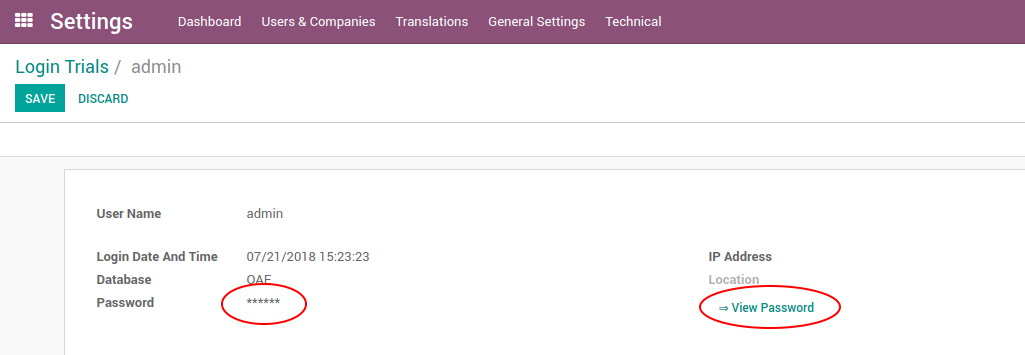 Settings Dashboard Users & Companies Translations General Settings Technical
Login Trials / admin
SAVE DISCARD
User Name admin
Login Date And Time 07/21/2018 15:23:23 IP Address
Database OAE Location
Password ****** ⇒ View Password